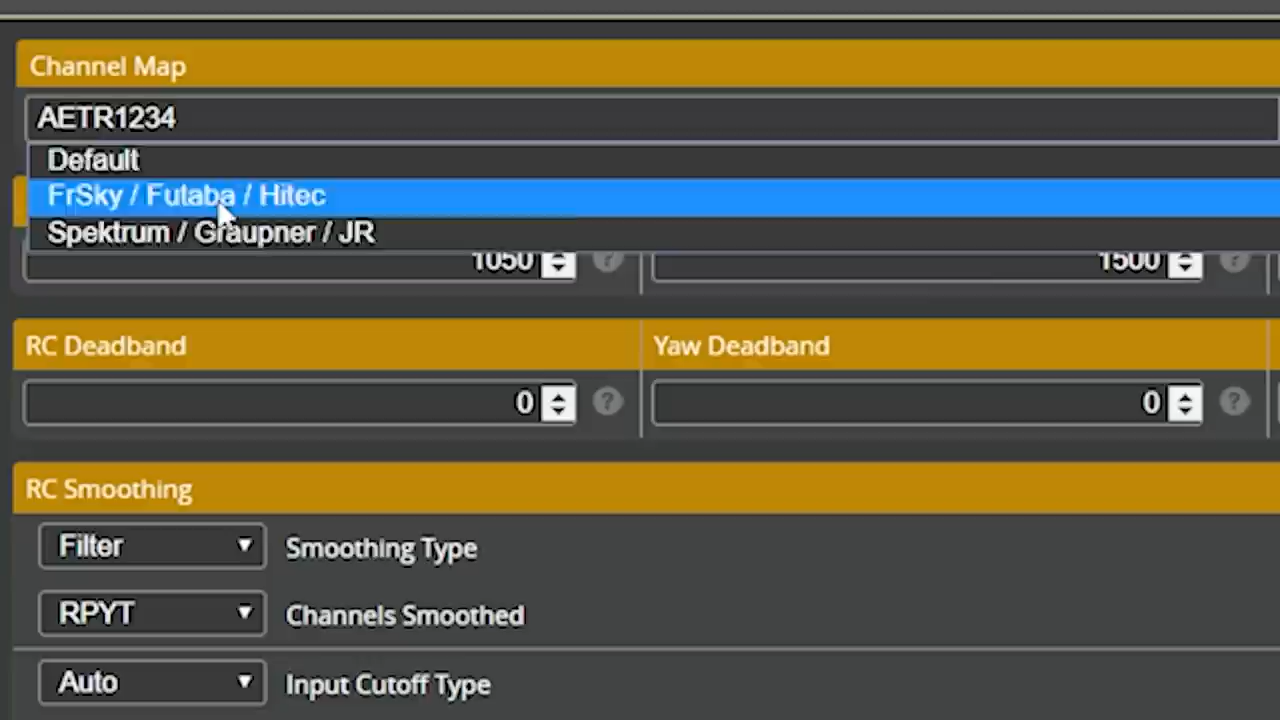 Channel Map
AETR1234
Default
FrSky / Futaba / Hitec
Spektrum / Graupner / JR
1050 ? 1500 ?
RC Deadband Yaw Deadband
0 ? 0 ?
RC Smoothing
Filter Smoothing Type
RPYT Channels Smoothed
Auto Input Cutoff Type